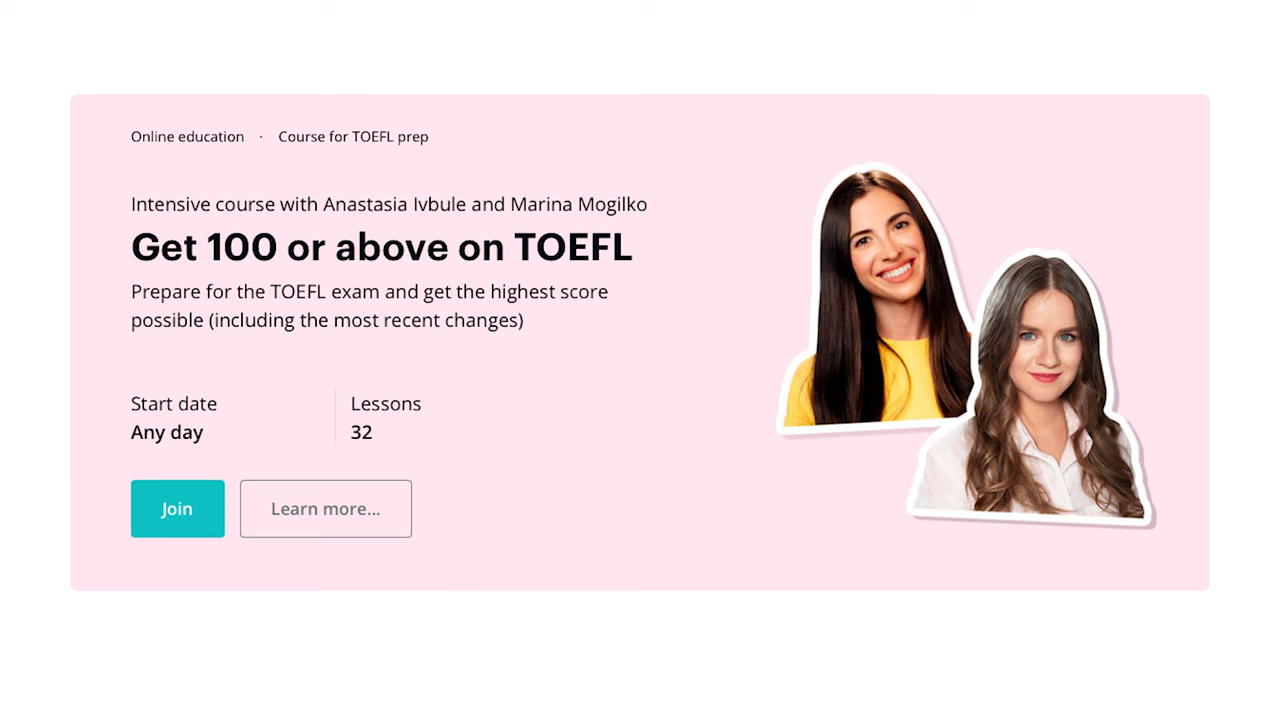 Online education · Course for TOEFL prep
Intensive course with Anastasia Ivbule and Marina Mogilko
Get 100 or above on TOEFL
Prepare for the TOEFL exam and get the highest score
possible (including the most recent changes)
Start date Lessons
Any day 32
Join Learn more...